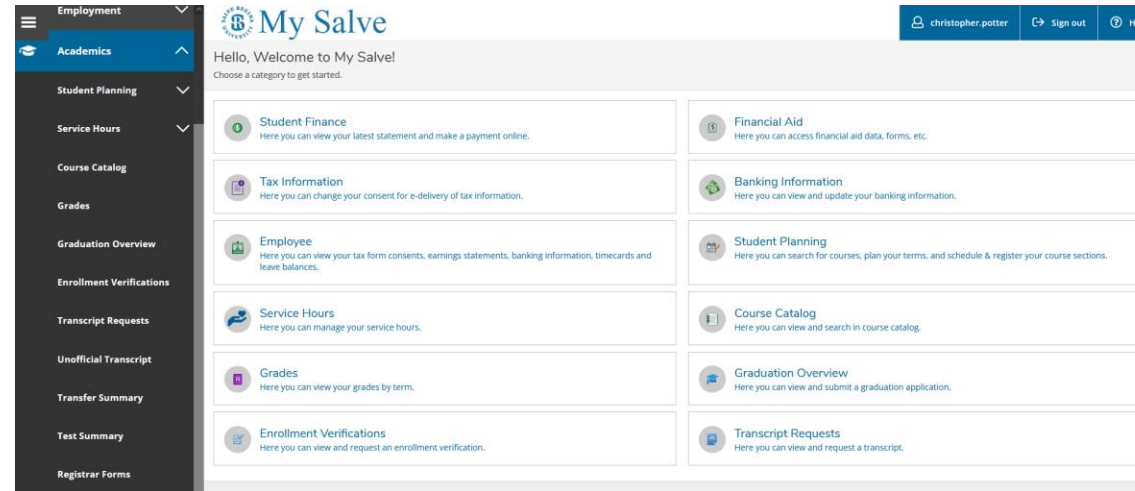 Employment
Academics
Student Planning
Service Hours
Course Catalog
Grades
Graduation Overview
Enrollment Verifications
Transcript Requests
Unofficial Transcript
Transfer Summary
Test Summary
Registrar Forms
My Salve
christopher.potter
Sign out
Hello, Welcome to My Salve!
Choose a category to get started.
Student Finance
Here you can view your latest statement and make a payment online.
Financial Aid
Here you can access financial aid data, forms, etc.
Tax Information
Here you can change your consent for e-delivery of tax information.
Banking Information
Here you can view and update your banking information.
Employee
Here you can view your tax form consents, earnings statements, banking information, timecards and
leave balances.
Student Planning
Here you can search for courses, plan your terms, and schedule & register your course sections.
Service Hours
Here you can manage your service hours.
Course Catalog
Here you can view and search in course catalog.
Grades
Here you can view your grades by term.
Graduation Overview
Here you can view and submit a graduation application.
Enrollment Verifications
Here you can view and request an enrollment verification.
Transcript Requests
Here you can view and request a transcript.